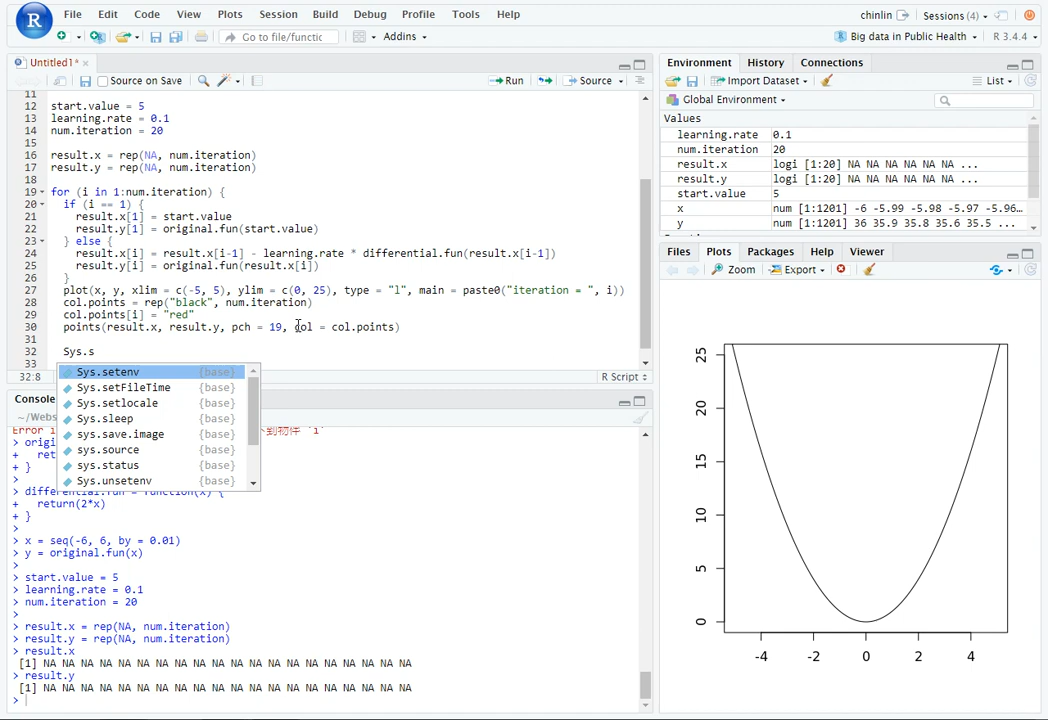 File Edit Code View Plots Session Build Debug Profile Tools Help
chinlin Sessions (4)
Go to file/functic Addins
Big data in Public Health R 3.4.4
Untitled1*
Source on Save Run Source
11
12 start.value = 5
13 learning.rate = 0.1
14 num.iteration = 20
15
16 result.x = rep(NA, num.iteration)
17 result.y = rep(NA, num.iteration)
18
19 for (i in 1:num.iteration) {
20 if (i == 1) {
21 result.x[1] = start.value
22 result.y[1] = original.fun(start.value)
23 } else {
24 result.x[i] = result.x[i-1] - learning.rate * differential.fun(result.x[i-1])
25 result.y[i] = original.fun(result.x[i])
26 }
27 plot(x, y, xlim = c(-5, 5), ylim = c(0, 25), type = "l", main = paste0("iteration = ", i))
28 col.points = rep("black", num.iteration)
29 col.points[i] = "red"
30 points(result.x, result.y, pch = 19, col = col.points)
31
32 Sys.s
33
32:8 R Script
Sys.setenv {base}
Sys.setFileTime {base}
Sys.setlocale {base}
Sys.sleep {base}
sys.save.image {base}
sys.source {base}
sys.status {base}
Sys.unsetenv {base}
Console
~/Webs
Error i 到物件 'i'
> origi
+ ret
+ }
>
> differential.fun = function(x) {
+ return(2*x)
+ }
>
> x = seq(-6, 6, by = 0.01)
> y = original.fun(x)
>
> start.value = 5
> learning.rate = 0.1
> num.iteration = 20
>
> result.x = rep(NA, num.iteration)
> result.y = rep(NA, num.iteration)
> result.x
[1] NA NA NA NA NA NA NA NA NA NA NA NA NA NA NA NA NA NA NA NA
> result.y
[1] NA NA NA NA NA NA NA NA NA NA NA NA NA NA NA NA NA NA NA NA
>
Environment History Connections
Import Dataset List
Global Environment
Values
learning.rate 0.1
num.iteration 20
result.x logi [1:20] NA NA NA NA NA NA ...
result.y logi [1:20] NA NA NA NA NA NA ...
start.value 5
x num [1:1201] -6 -5.99 -5.98 -5.97 -5.96...
y num [1:1201] 36 35.9 35.8 35.6 35.5 ...
Files Plots Packages Help Viewer
Zoom Export
25
20
15
10
5
0
-4 -2 0 2 4